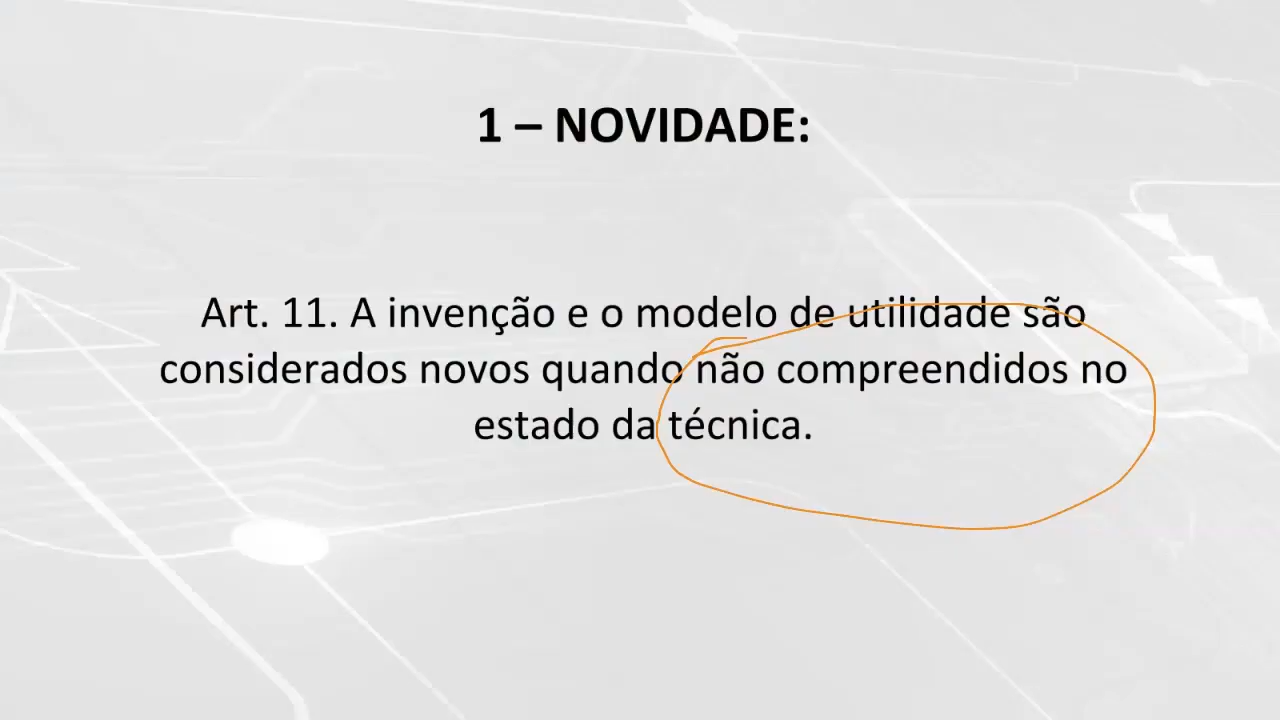 1 – NOVIDADE:
Art. 11. A invenção e o modelo de utilidade são
considerados novos quando não compreendidos no
estado da técnica.